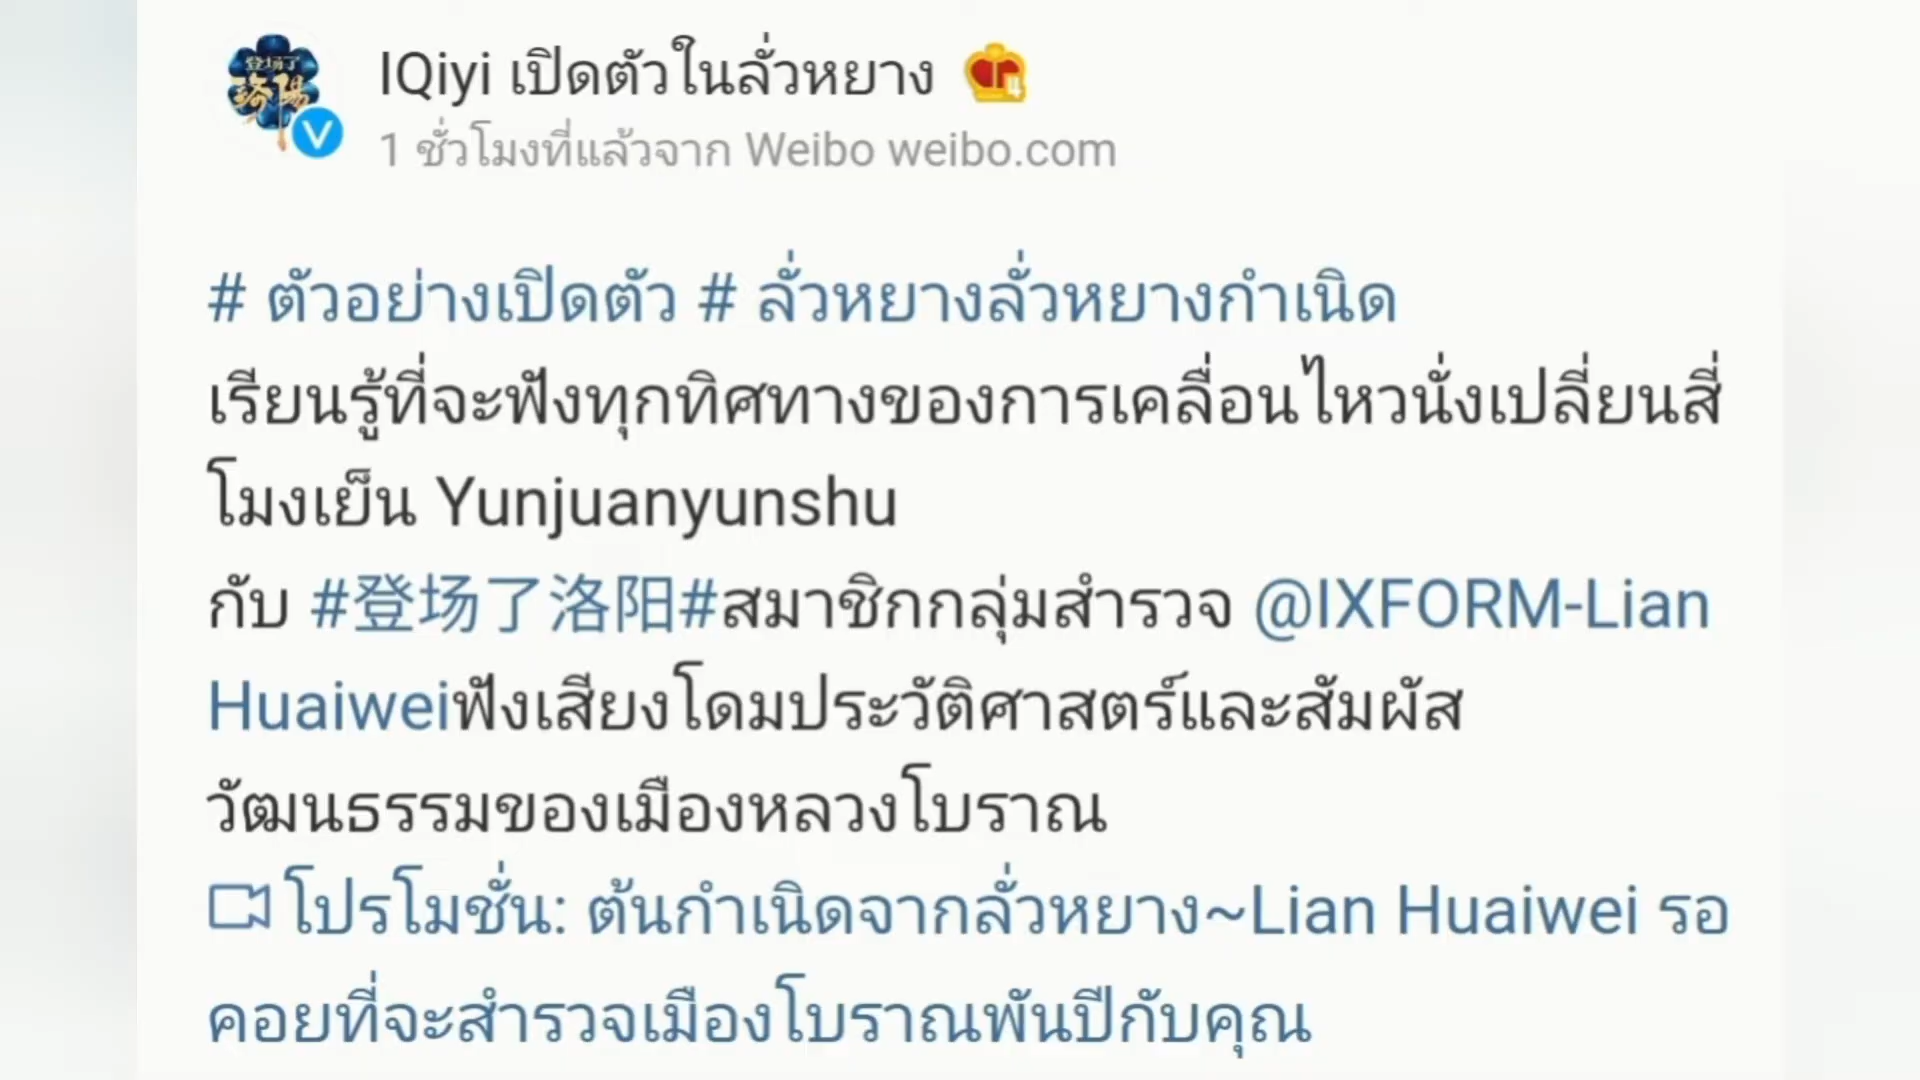 登场了
洛陽
IQiyi เปิดตัวในลั่วหยาง
4
V
1 ชั่วโมงที่แล้วจาก Weibo weibo.com
# ตัวอย่างเปิดตัว # ลั่วหยางลั่วหยางกำเนิด
เรียนรู้ที่จะฟังทุกทิศทางของการเคลื่อนไหวนั่งเปลี่ยนสี่
โมงเย็น Yunjuanyunshu
กับ #登场了洛阳#สมาชิกกลุ่มสำรวจ @IXFORM-Lian
Huaiweiฟังเสียงโดมประวัติศาสตร์และสัมผัส
วัฒนธรรมของเมืองหลวงโบราณ
โปรโมชั่น: ต้นกำเนิดจากลั่วหยาง~Lian Huaiwei รอ
คอยที่จะสำรวจเมืองโบราณพันปีกับคุณ